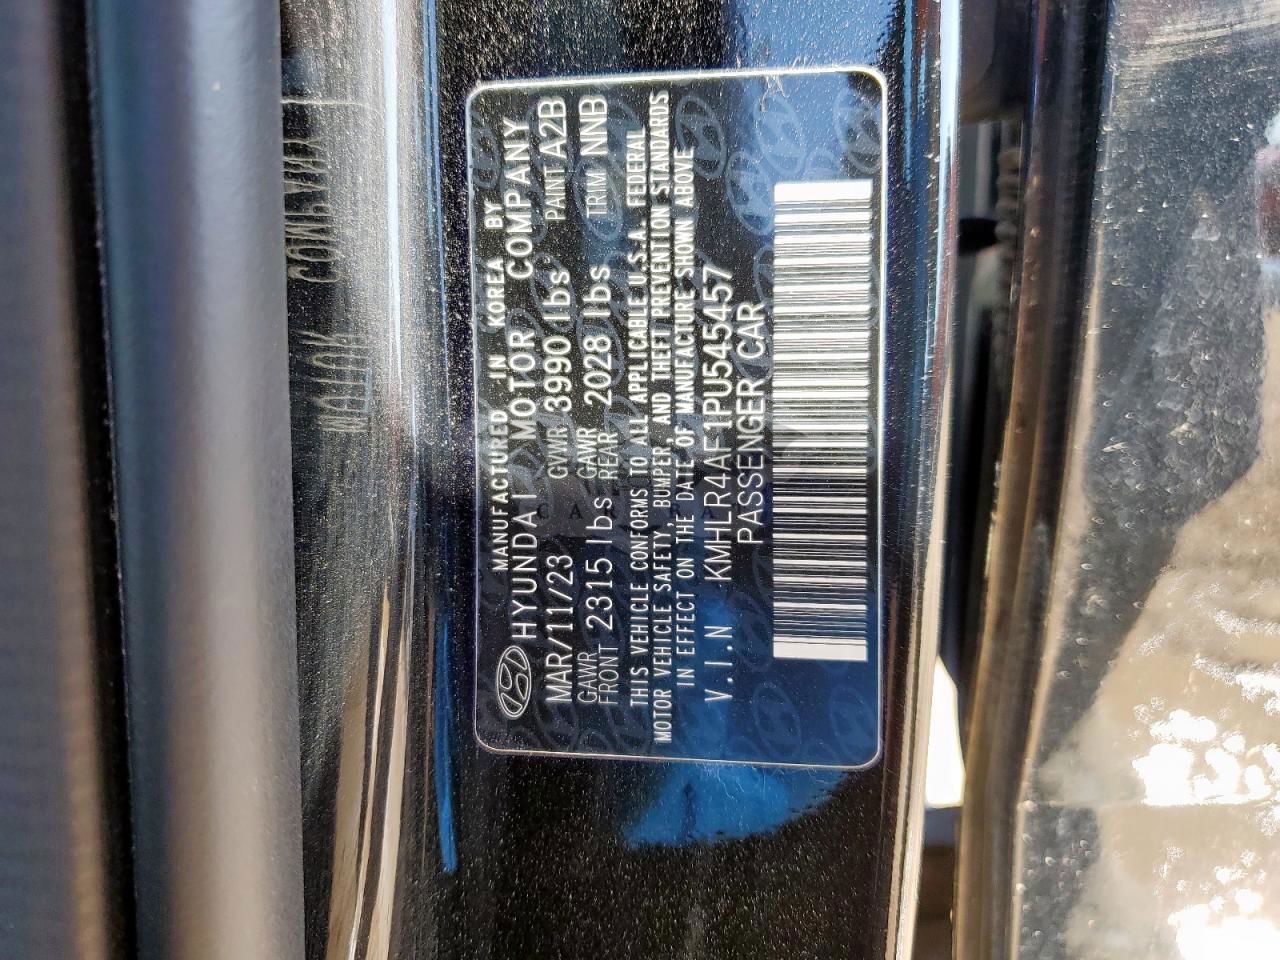 MANUFACTURED IN KOREA BY
HYUNDAI MOTOR COMPANY
MAR/11/23 GVWR 3990 lbs PAINT A2B
GAWR FRONT 2315 lbs GAWR REAR 2028 lbs TRIM NNB
THIS VEHICLE CONFORMS TO ALL APPLICABLE U.S.A. FEDERAL
MOTOR VEHICLE SAFETY, BUMPER, AND THEFT PREVENTION STANDARDS
IN EFFECT ON THE DATE OF MANUFACTURE SHOWN ABOVE
V.I.N KMHLR4AF1PU545457
PASSENGER CAR